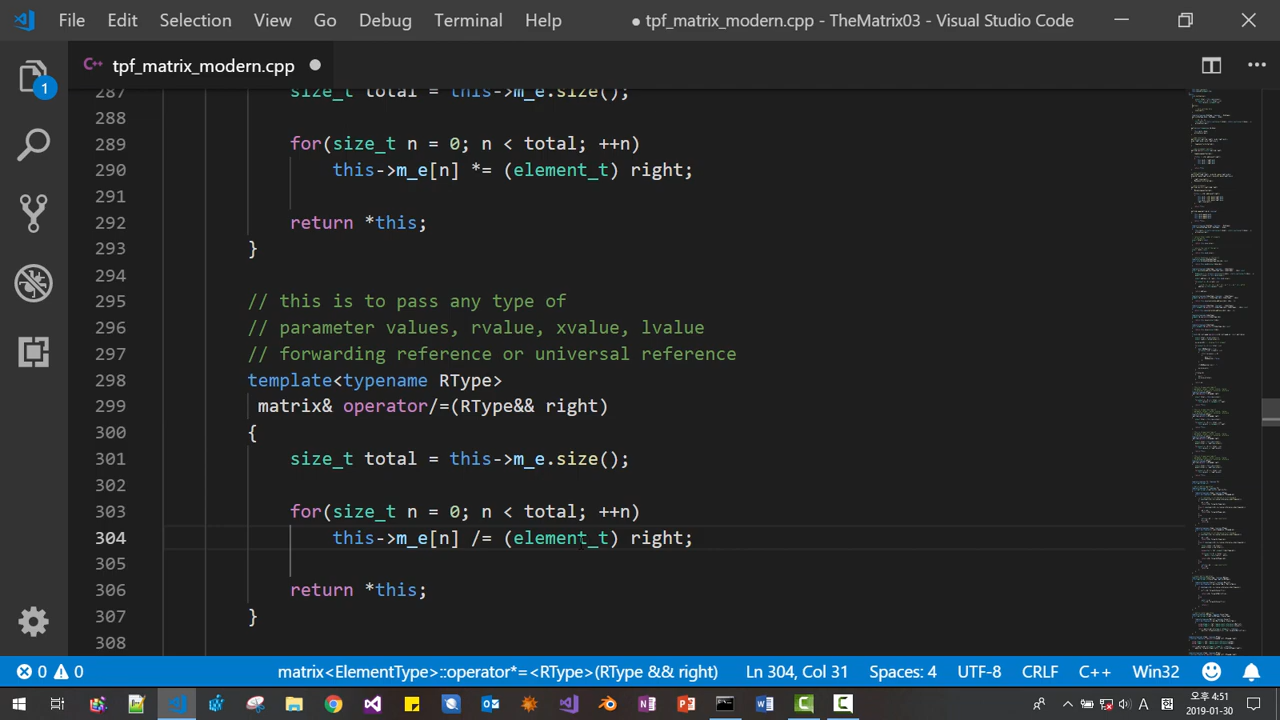 File Edit Selection View Go Debug Terminal Help ● tpf_matrix_modern.cpp - TheMatrix03 - Visual Studio Code
1
C++ tpf_matrix_modern.cpp ●
287 size_t total = this->m_e.size();
288
289 for(size_t n = 0; n < total; ++n)
290 this->m_e[n] *= (element_t) right;
291
292 return *this;
293 }
294
295 // this is to pass any type of
296 // parameter values, rvalue, xvalue, lvalue
297 // forwarding reference or universal reference
298 template<typename RType>
299 matrix& operator/=(RType&& right)
300 {
301 size_t total = this m_e.size();
302
303 for(size_t n = 0; n total; ++n)
304 this->m_e[n] /= (element_t) right;
305
306 return *this;
307 }
308
0 0 matrix<ElementType>::operator*=<RType>(RType &&right) Ln 304, Col 31 Spaces: 4 UTF-8 CRLF C++ Win32
A 오후 4:51
2019-01-30